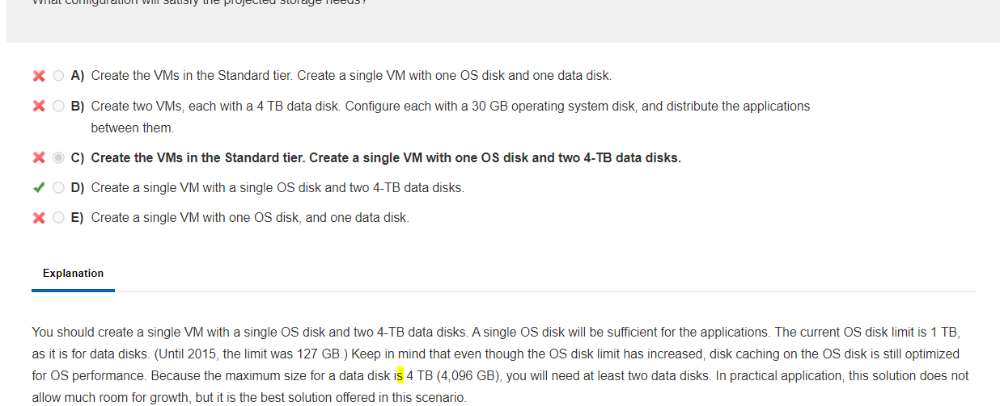 What configuration will satisfy the projected storage needs?
A) Create the VMs in the Standard tier. Create a single VM with one OS disk and one data disk.
B) Create two VMs, each with a 4 TB data disk. Configure each with a 30 GB operating system disk, and distribute the applications
between them.
C) Create the VMs in the Standard tier. Create a single VM with one OS disk and two 4-TB data disks.
D) Create a single VM with a single OS disk and two 4-TB data disks.
E) Create a single VM with one OS disk, and one data disk.
Explanation
You should create a single VM with a single OS disk and two 4-TB data disks. A single OS disk will be sufficient for the applications. The current OS disk limit is 1 TB,
as it is for data disks. (Until 2015, the limit was 127 GB.) Keep in mind that even though the OS disk limit has increased, disk caching on the OS disk is still optimized
for OS performance. Because the maximum size for a data disk is 4 TB (4,096 GB), you will need at least two data disks. In practical application, this solution does not
allow much room for growth, but it is the best solution offered in this scenario.